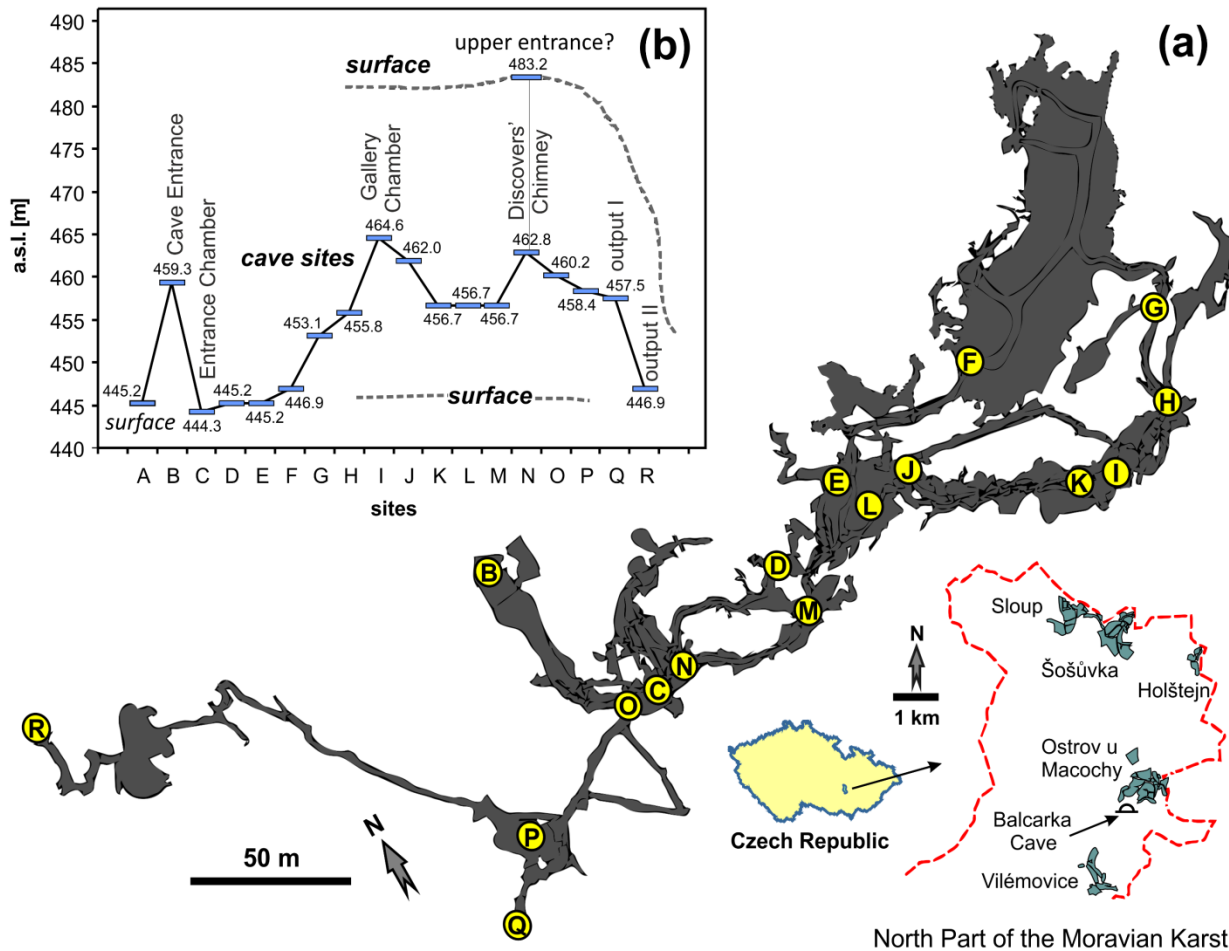 (b)
(a)
490
485
480
475
470
465
460
455
450
445
440
a.s.l. [m]
upper entrance?
surface
483.2
Cave Entrance
Entrance Chamber
Gallery
Chamber
Discovers'
Chimney
output I
output II
cave sites
445.2
459.3
444.3
445.2
445.2
446.9
453.1
455.8
464.6
462.0
456.7
456.7
456.7
462.8
460.2
458.4
457.5
446.9
surface
surface
A B C D E F G H I J K L M N O P Q R
sites
G
F
H
J
I
K
E
L
B
D
M
N
C
O
R
P
Q
N
50 m
Czech Republic
N
1 km
Sloup
Šošůvka
Holštejn
Ostrov u
Macochy
Balcarka
Cave
Vilémovice
North Part of the Moravian Karst